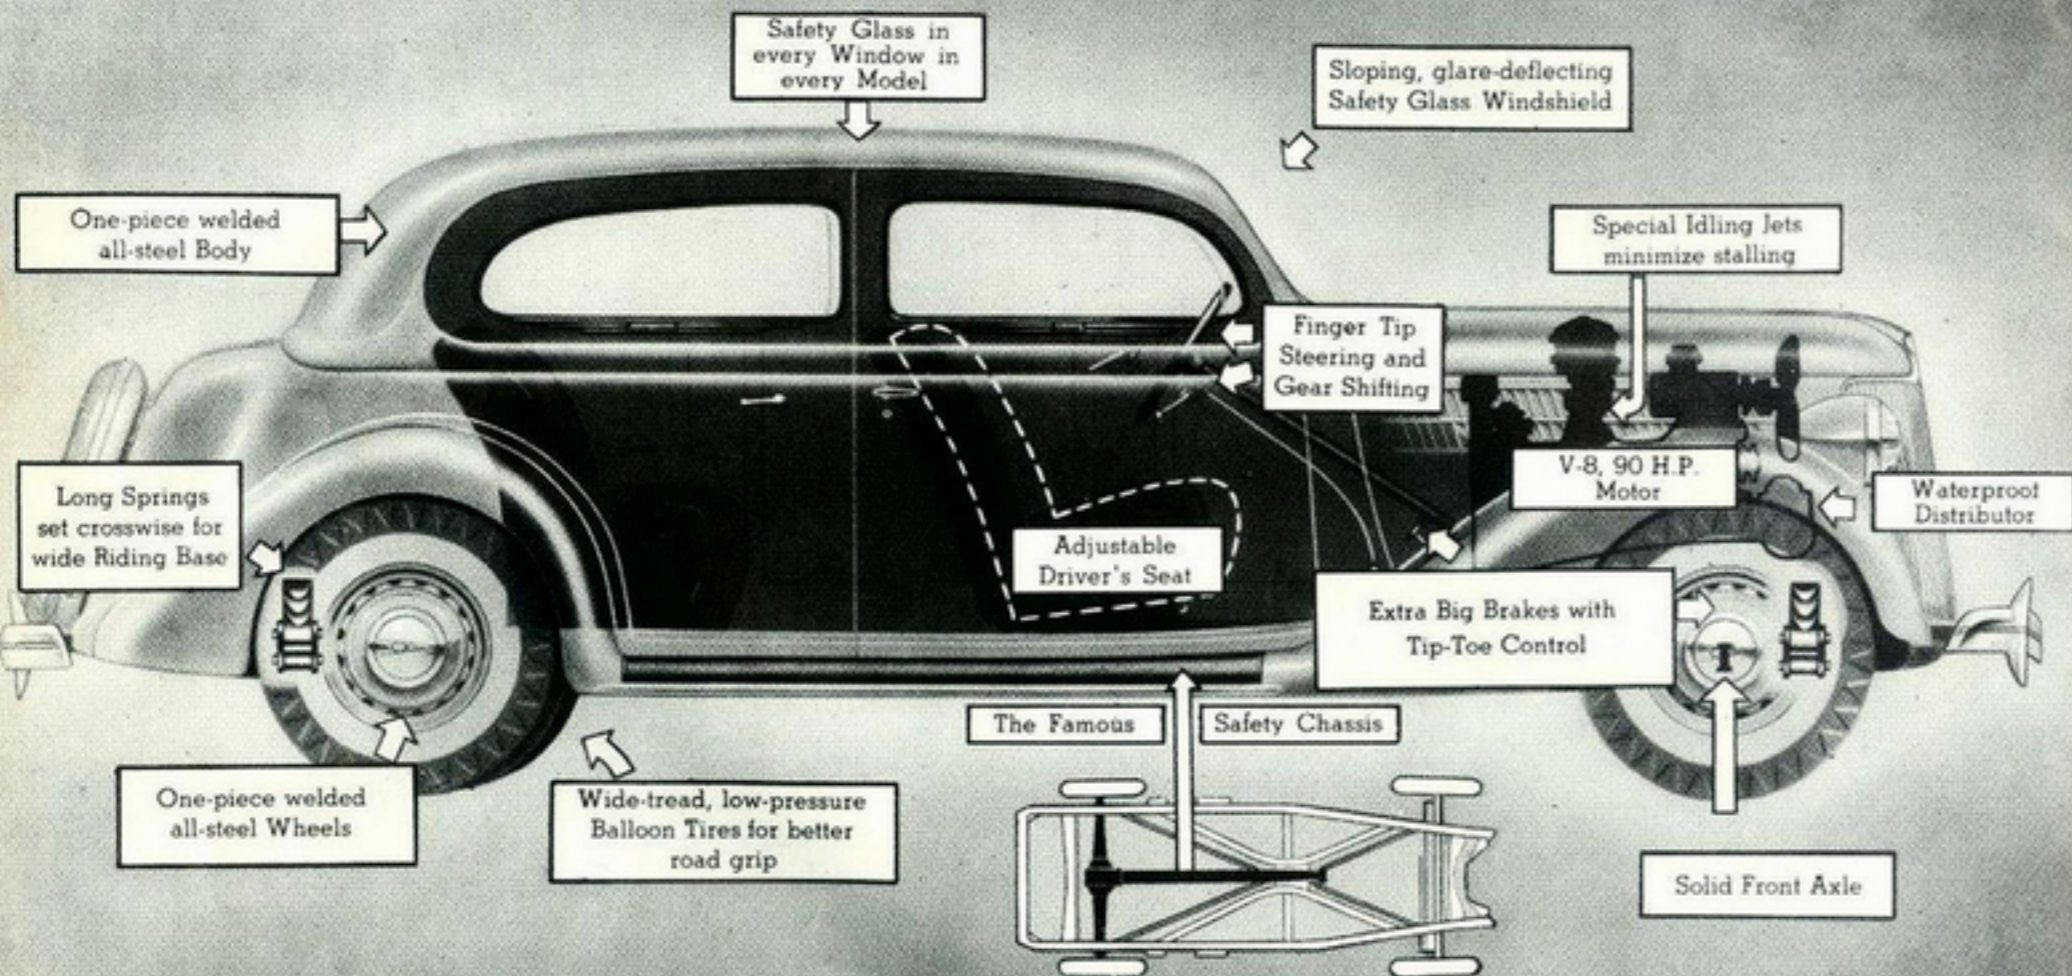 Safety Glass in
every Window in
every Model
Sloping, glare-deflecting
Safety Glass Windshield
One-piece welded
all-steel Body
Special Idling Jets
minimize stalling
Finger Tip
Steering and
Gear Shifting
V-8, 90 H.P.
Motor
Long Springs
set crosswise for
wide Riding Base
Waterproof
Distributor
Adjustable
Driver's Seat
Extra Big Brakes with
Tip-Toe Control
The Famous Safety Chassis
One-piece welded
all-steel Wheels
Wide-tread, low-pressure
Balloon Tires for better
road grip
Solid Front Axle